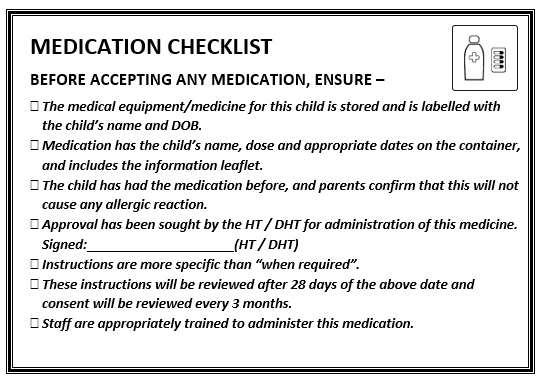 MEDICATION CHECKLIST
BEFORE ACCEPTING ANY MEDICATION, ENSURE –
☐ The medical equipment/medicine for this child is stored and is labelled with
the child's name and DOB.
☐ Medication has the child's name, dose and appropriate dates on the container,
and includes the information leaflet.
☐ The child has had the medication before, and parents confirm that this will not
cause any allergic reaction.
☐ Approval has been sought by the HT / DHT for administration of this medicine.
Signed:______________________(HT / DHT)
☐ Instructions are more specific than “when required”.
☐ These instructions will be reviewed after 28 days of the above date and
consent will be reviewed every 3 months.
☐ Staff are appropriately trained to administer this medication.